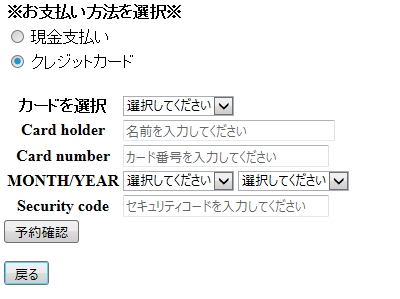 ※お支払い方法を選択※
現金支払い
クレジットカード
カードを選択 選択してください
Card holder 名前を入力してください
Card number カード番号を入力してください
MONTH/YEAR 選択してください 選択してください
Security code セキュリティコードを入力してください
予約確認
戻る